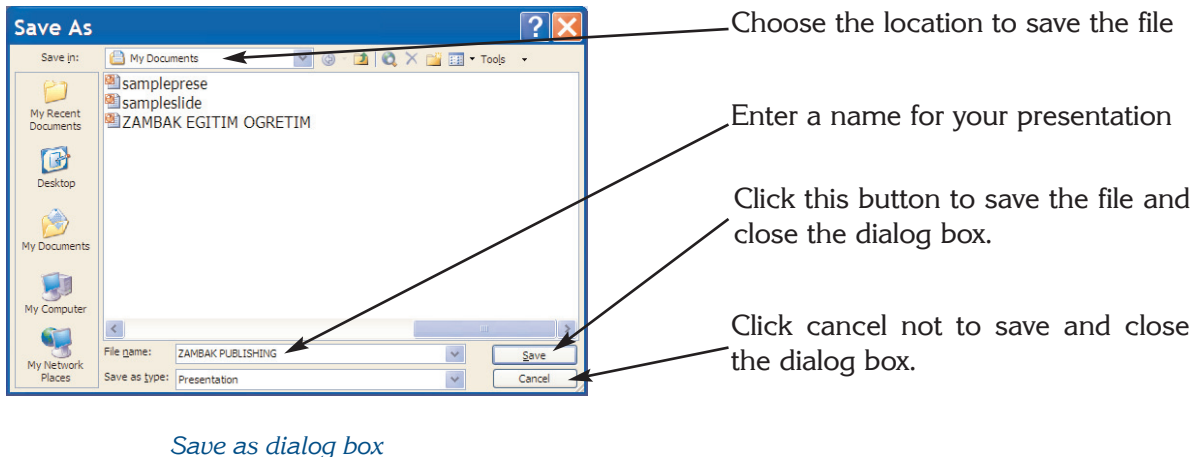 Save As
Choose the location to save the file
Save in:
My Documents
Tools
sampleprese
sampleslide
ZAMBAK EGITIM OGRETIM
My Recent
Documents
Enter a name for your presentation
Desktop
Click this button to save the file and
close the dialog box.
My Documents
My Computer
Click cancel not to save and close
the dialog box.
File name:
ZAMBAK PUBLISHING
Save
My Network
Places
Save as type:
Presentation
Cancel
Save as dialog box